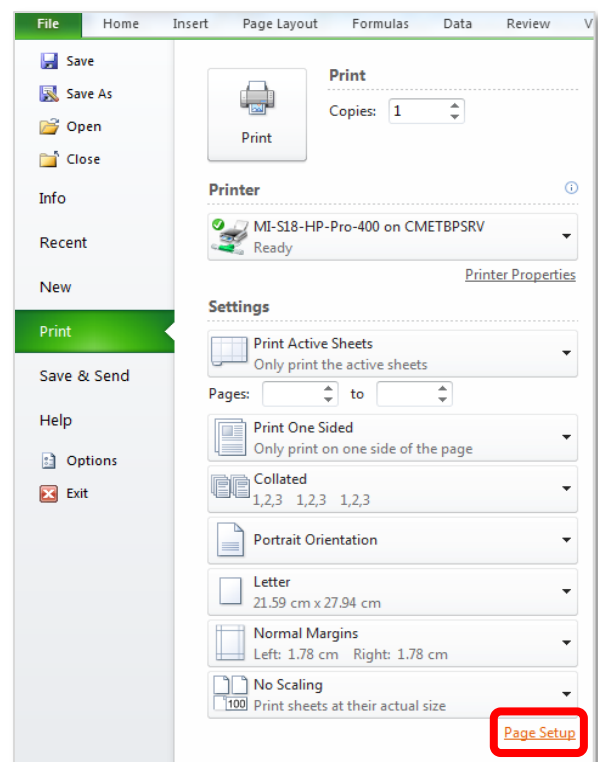 File Home Insert Page Layout Formulas Data Review V
Save
Save As
Open
Close
Info
Recent
New
Print
Save & Send
Help
Options
Exit
Print
Print
Copies: 1
Printer
MI-S18-HP-Pro-400 on CMETBPSRV
Ready
Printer Properties
Settings
Print Active Sheets
Only print the active sheets
Pages: to
Print One Sided
Only print on one side of the page
Collated
1,2,3 1,2,3 1,2,3
Portrait Orientation
Letter
21.59 cm x 27.94 cm
Normal Margins
Left: 1.78 cm Right: 1.78 cm
No Scaling
100 Print sheets at their actual size
Page Setup